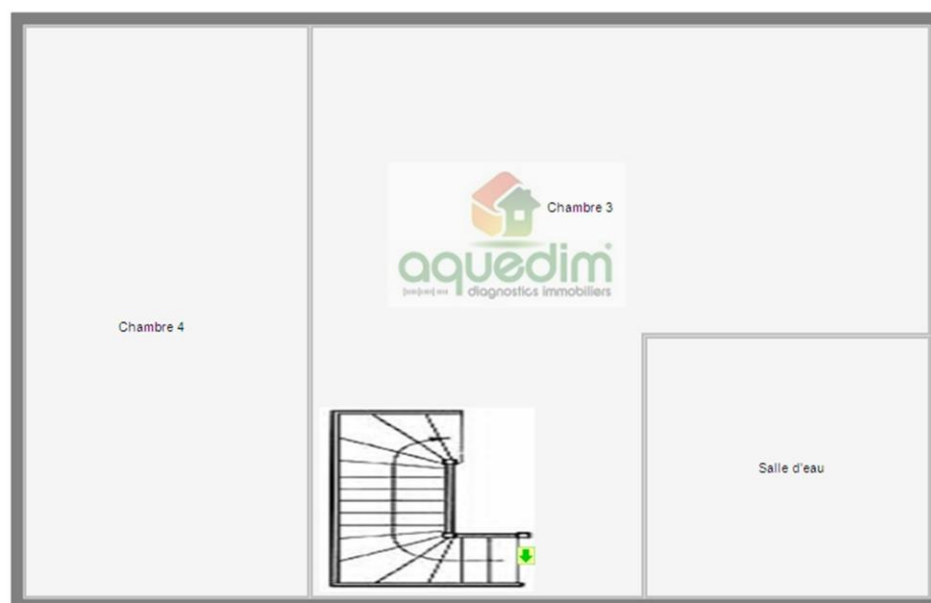 Chambre 3
aquedim
diagnostics immobiliers
Chambre 4
Salle d'eau